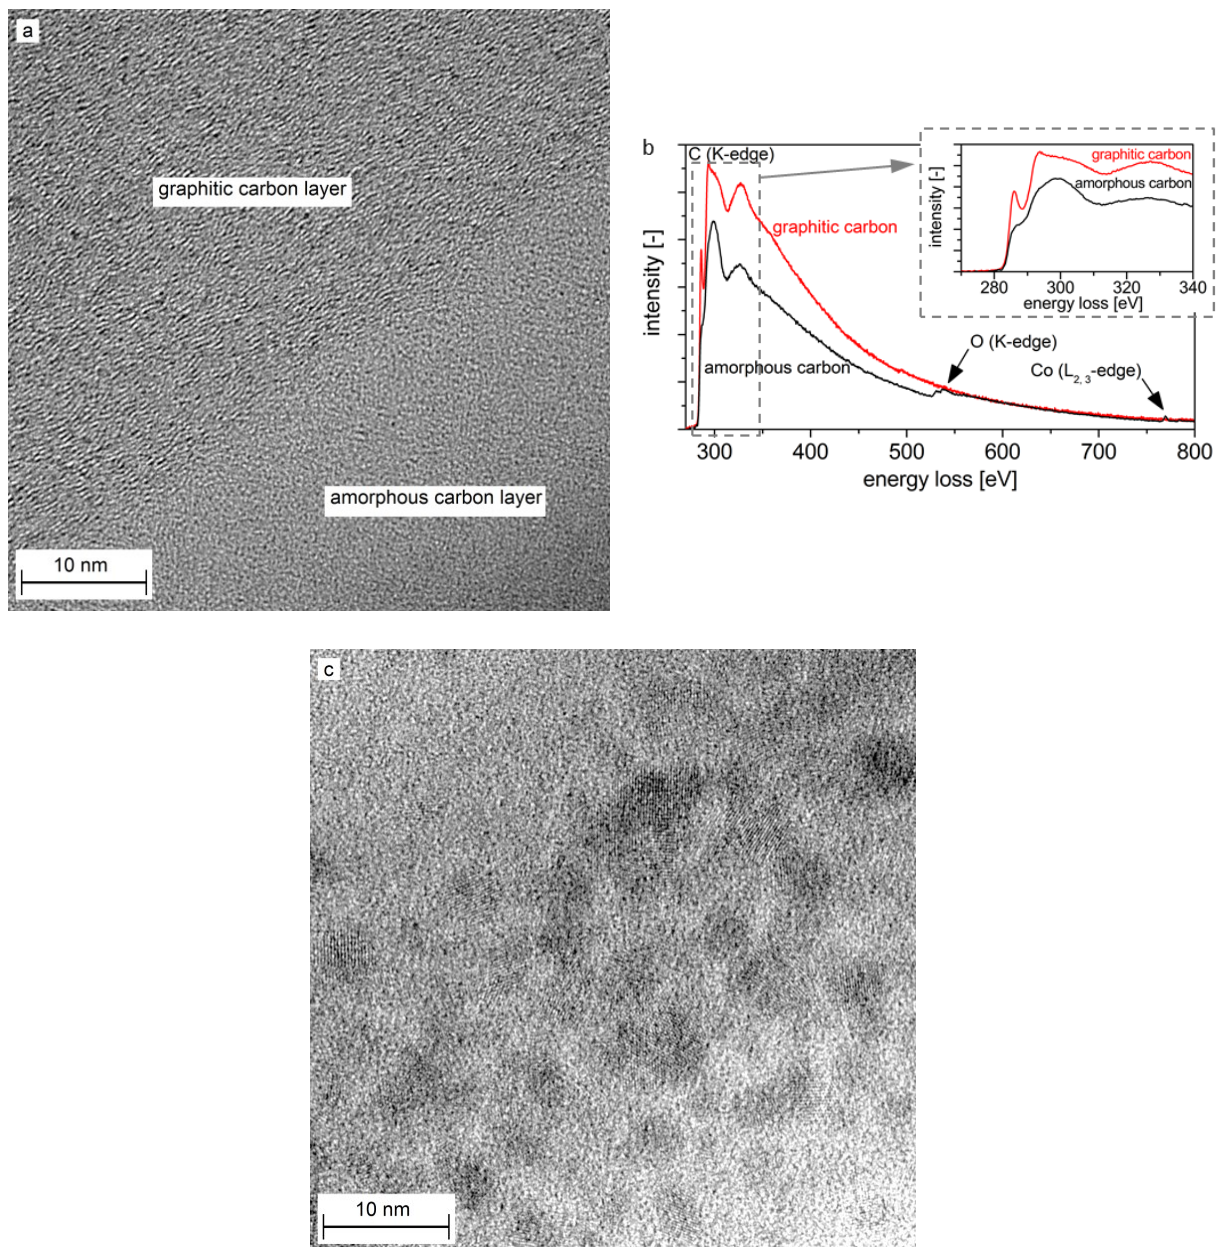 a
graphitic carbon layer
amorphous carbon layer
10 nm
b
C (K-edge)
graphitic carbon
amorphous carbon
O (K-edge)
Co (L2, 3-edge)
intensity [-]
300 400 500 600 700 800
energy loss [eV]
graphitic carbon
amorphous carbon
intensity [-]
280 300 320 340
energy loss [eV]
c
10 nm